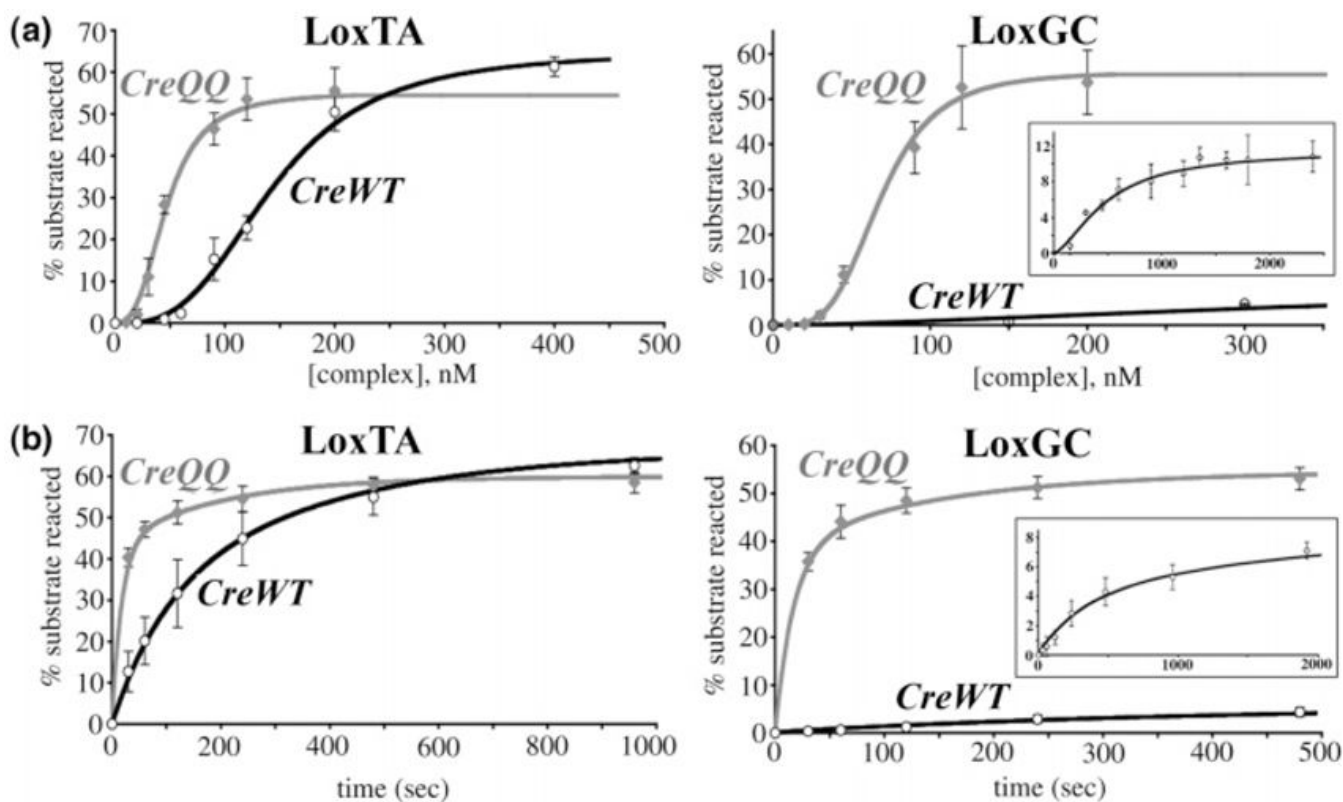 (a)
LoxTA
CreQQ
CreWT
% substrate reacted
70
60
50
40
30
20
10
0
0 100 200 300 400 500
[complex], nM
LoxGC
CreQQ
CreWT
% substrate reacted
60
50
40
30
20
10
0
0 100 200 300
[complex], nM
12
8
4
0
0 1000 2000
(b)
LoxTA
CreQQ
CreWT
% substrate reacted
70
60
50
40
30
20
10
0
0 200 400 600 800 1000
time (sec)
LoxGC
CreQQ
CreWT
% substrate reacted
60
50
40
30
20
10
0
0 100 200 300 400 500
time (sec)
8
6
4
2
0
0 1000 2000